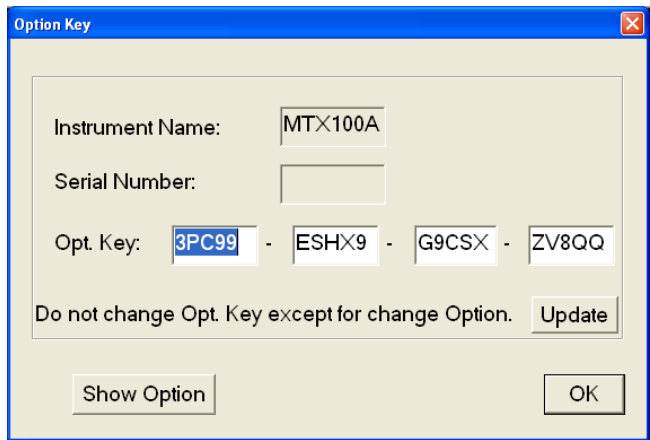 Option Key
Instrument Name: MTX100A
Serial Number:
Opt. Key: 3PC99 - ESHX9 - G9CSX - ZV8QQ
Do not change Opt. Key except for change Option. Update
Show Option OK